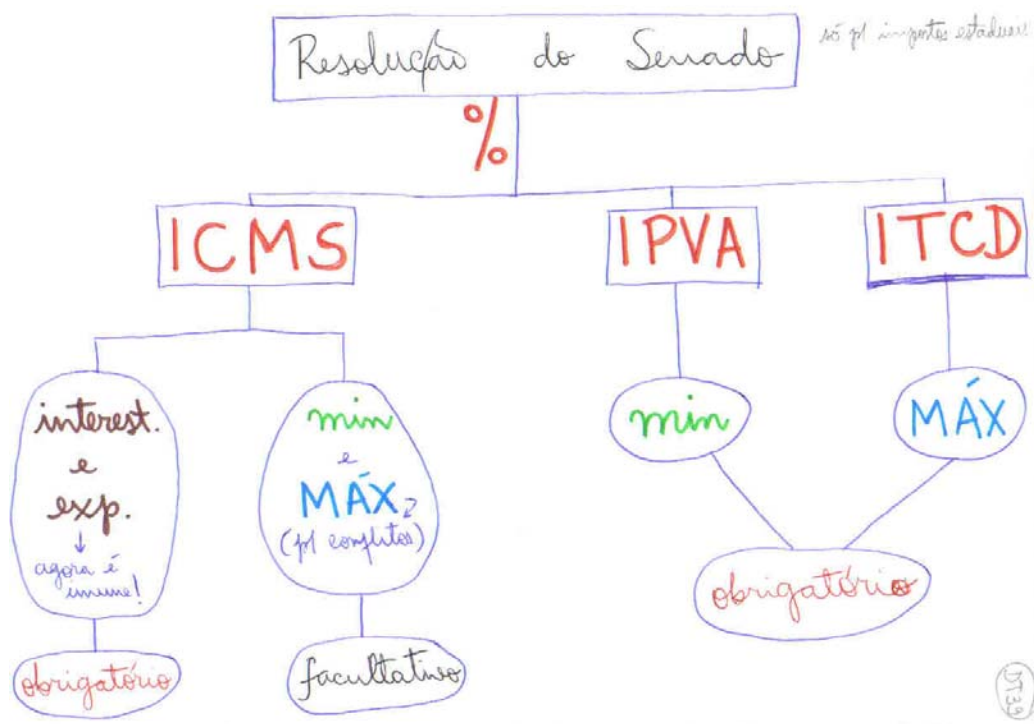 Resolução do Senado
só p/ impostos estaduais!
%
ICMS
IPVA
ITCD
interest.
e
exp.
agora é
imune!
obrigatório
min
e
MÁX
(p/ conflitos)
facultativo
min
MÁX
obrigatório
DT39